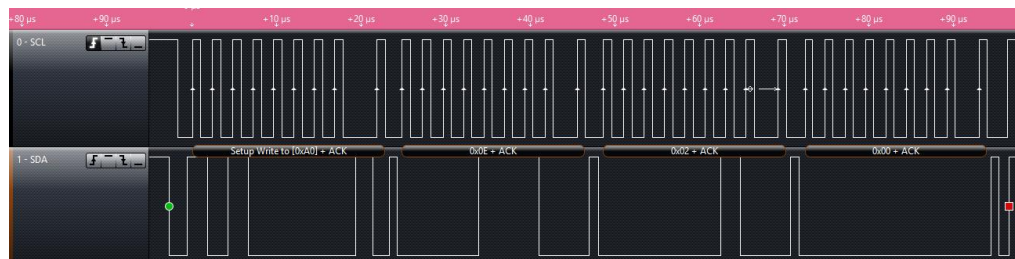 +80 µs +90 µs +10 µs +20 µs +30 µs +40 µs +50 µs +60 µs +70 µs +80 µs +90 µs
0 - SCL
Setup Write to [0xA0] + ACK 0x0E + ACK 0x02 + ACK 0x00 + ACK
1 - SDA